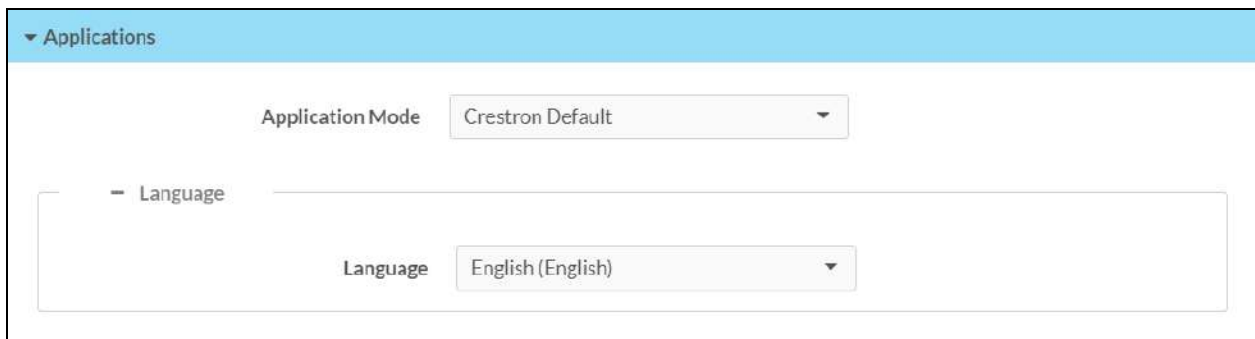 Applications
Application Mode Crestron Default
Language
Language English (English)